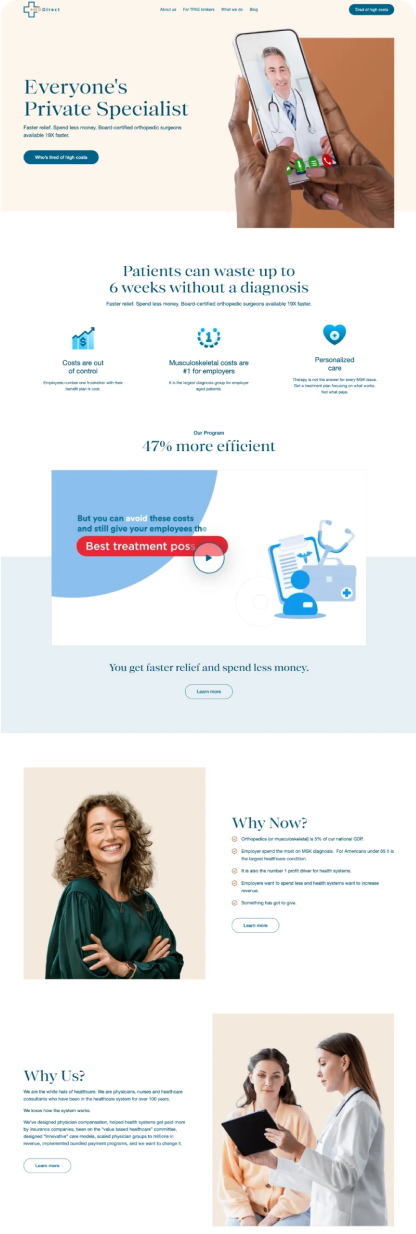 Direct
About us
For TPAS brokers
What we do
Blog
Tired of high costs
Everyone's
Private Specialist
Faster relief. Spend less money. Board-certified orthopedic surgeons
available 19X faster.
Who's tired of high costs
Patients can waste up to
6 weeks without a diagnosis
Faster relief. Spend less money. Board-certified orthopedic surgeons available 19X faster.
Costs are out
of control
Employees number one frustration with their
benefit plan is cost.
Musculoskeletal costs are
#1 for employers
It is the largest diagnosis group for employer
aged patients.
Personalized
care
Therapy is not the answer for every MSK issue.
Get a treatment plan focusing on what works.
Not what pays.
Our Program
47% more efficient
But you can avoid these costs
and still give your employees the
Best treatment poss
You get faster relief and spend less money.
Learn more
Why Now?
Orthopedics (or musculoskeletal) is 5% of our national GDP.
Employer spend the most on MSK diagnosis. For Americans under 65 it is
the largest healthcare condition.
It is also the number 1 profit driver for health systems.
Employers want to spend less and health systems want to increase
revenue.
Something has got to give.
Learn more
Why Us?
We are the white hats of healthcare. We are physicians, nurses and healthcare
consultants who have been in the healthcare system for over 100 years.
We know how the system works.
We've designed physician compensation, helped health systems get paid more
by insurance companies, been on the "value based healthcare" committee,
designed "innovative" care models, scaled physician groups to millions in
revenue, implemented bundled payment programs, and we want to change it.
Learn more